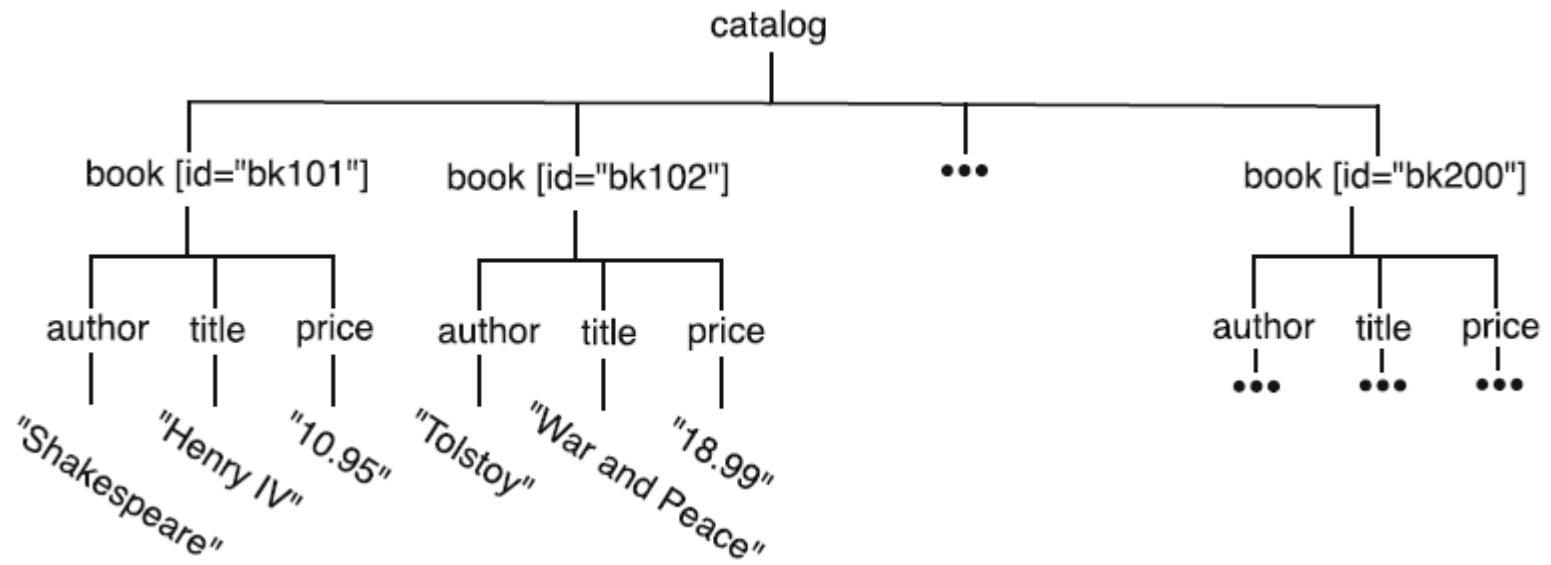 catalog
book [id="bk101"] book [id="bk102"] ••• book [id="bk200"]
author title price author title price author title price
••• ••• •••
"Shakespeare" "Henry IV" "10.95" "Tolstoy" "War and Peace" "18.99"